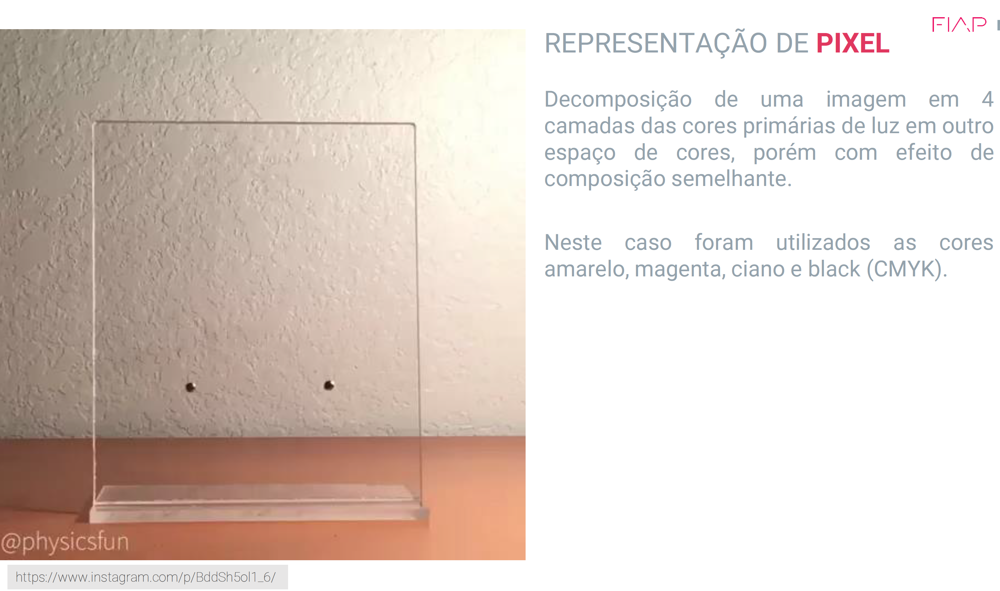 FIAP
REPRESENTAÇÃO DE PIXEL
Decomposição de uma imagem em 4
camadas das cores primárias de luz em outro
espaço de cores, porém com efeito de
composição semelhante.
Neste caso foram utilizados as cores
amarelo, magenta, ciano e black (CMYK).
@physicsfun
https://www.instagram.com/p/BddSh5ol1_6/